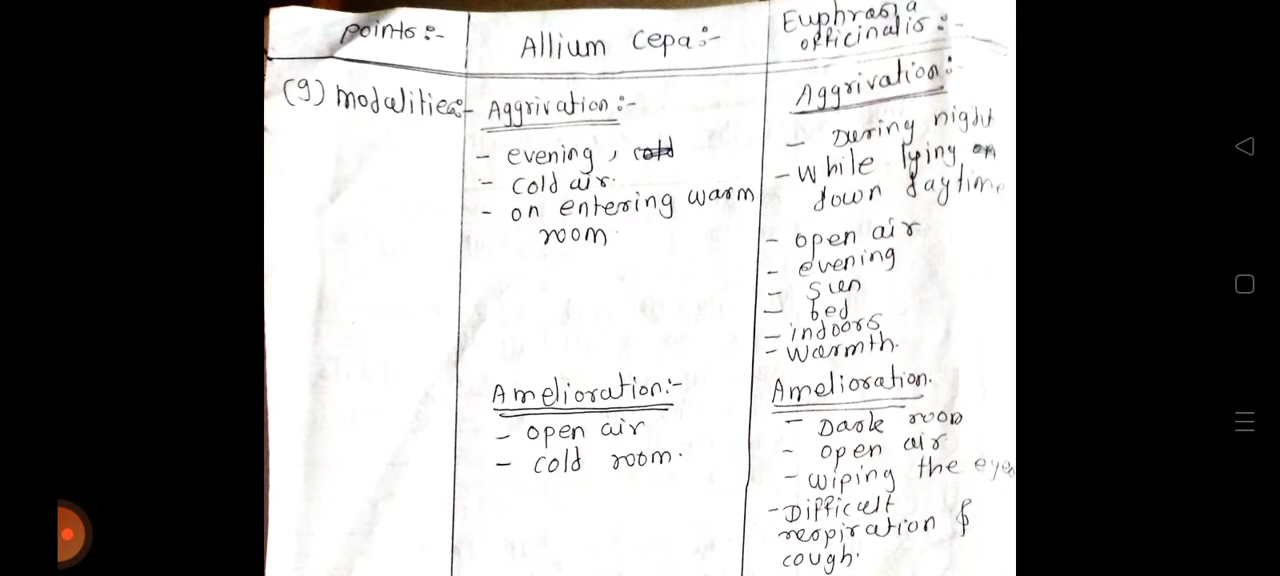 points:-
Allium Cepa:-
Euphrasia
officinalis:-
(9) Modalities:-
Aggrivation:-
- evening, cold
- cold air.
- on entering warm
room.
Amelioration:-
- open air
- cold room.
Aggrivation:-
- During night
- While lying on
down daytime
- open air
- evening
- Sun
- bed
- indoors
- Warmth.
Amelioration.
- Dark room
- open air
- wiping the eyes
- Difficult
respiration &
cough.